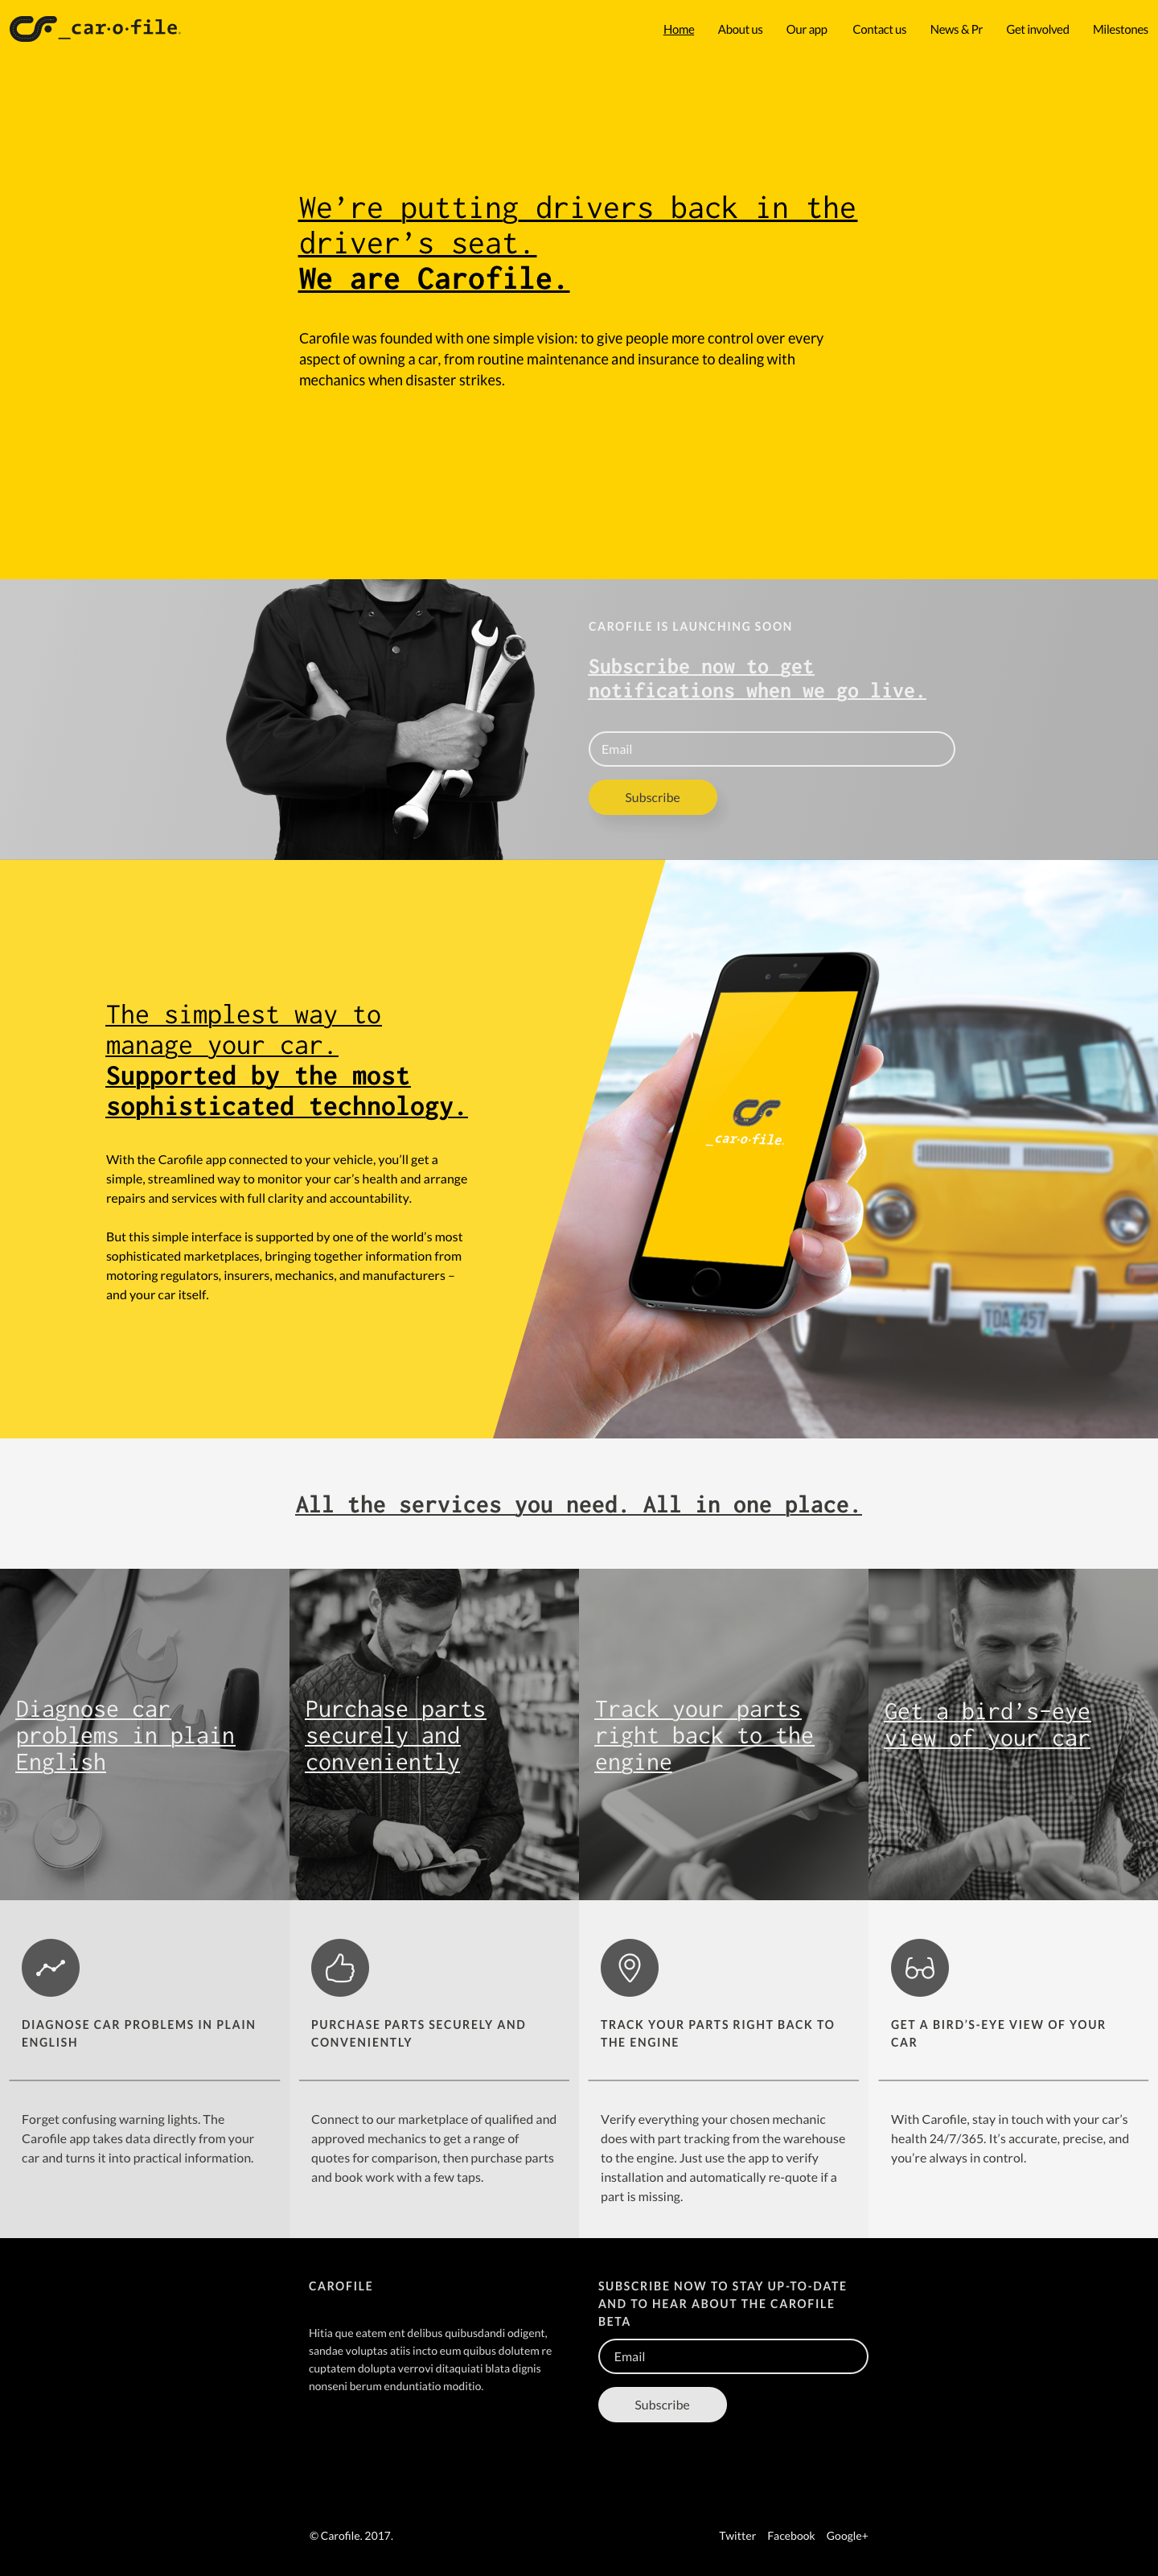 _car·o·file.
Home About us Our app Contact us News & Pr Get involved Milestones
We’re putting drivers back in the
driver’s seat.
We are Carofile.
Carofile was founded with one simple vision: to give people more control over every
aspect of owning a car, from routine maintenance and insurance to dealing with
mechanics when disaster strikes.
CAROFILE IS LAUNCHING SOON
Subscribe now to get
notifications when we go live.
Email
Subscribe
The simplest way to
manage your car.
Supported by the most
sophisticated technology.
With the Carofile app connected to your vehicle, you’ll get a
simple, streamlined way to monitor your car’s health and arrange
repairs and services with full clarity and accountability.
But this simple interface is supported by one of the world’s most
sophisticated marketplaces, bringing together information from
motoring regulators, insurers, mechanics, and manufacturers –
and your car itself.
_car·o·file.
All the services you need. All in one place.
Diagnose car
problems in plain
English
Purchase parts
securely and
conveniently
Track your parts
right back to the
engine
Get a bird’s-eye
view of your car
DIAGNOSE CAR PROBLEMS IN PLAIN
ENGLISH
Forget confusing warning lights. The
Carofile app takes data directly from your
car and turns it into practical information.
PURCHASE PARTS SECURELY AND
CONVENIENTLY
Connect to our marketplace of qualified and
approved mechanics to get a range of
quotes for comparison, then purchase parts
and book work with a few taps.
TRACK YOUR PARTS RIGHT BACK TO
THE ENGINE
Verify everything your chosen mechanic
does with part tracking from the warehouse
to the engine. Just use the app to verify
installation and automatically re-quote if a
part is missing.
GET A BIRD’S-EYE VIEW OF YOUR
CAR
With Carofile, stay in touch with your car’s
health 24/7/365. It’s accurate, precise, and
you’re always in control.
CAROFILE
Hitia que eatem ent delibus quibusdandi odigent,
sandae voluptas atiis incto eum quibus dolutem re
cuptatem dolupta verrovi ditaquiati blata dignis
nonseni berum enduntiatio moditio.
SUBSCRIBE NOW TO STAY UP-TO-DATE
AND TO HEAR ABOUT THE CAROFILE
BETA
Email
Subscribe
© Carofile. 2017.
Twitter Facebook Google+